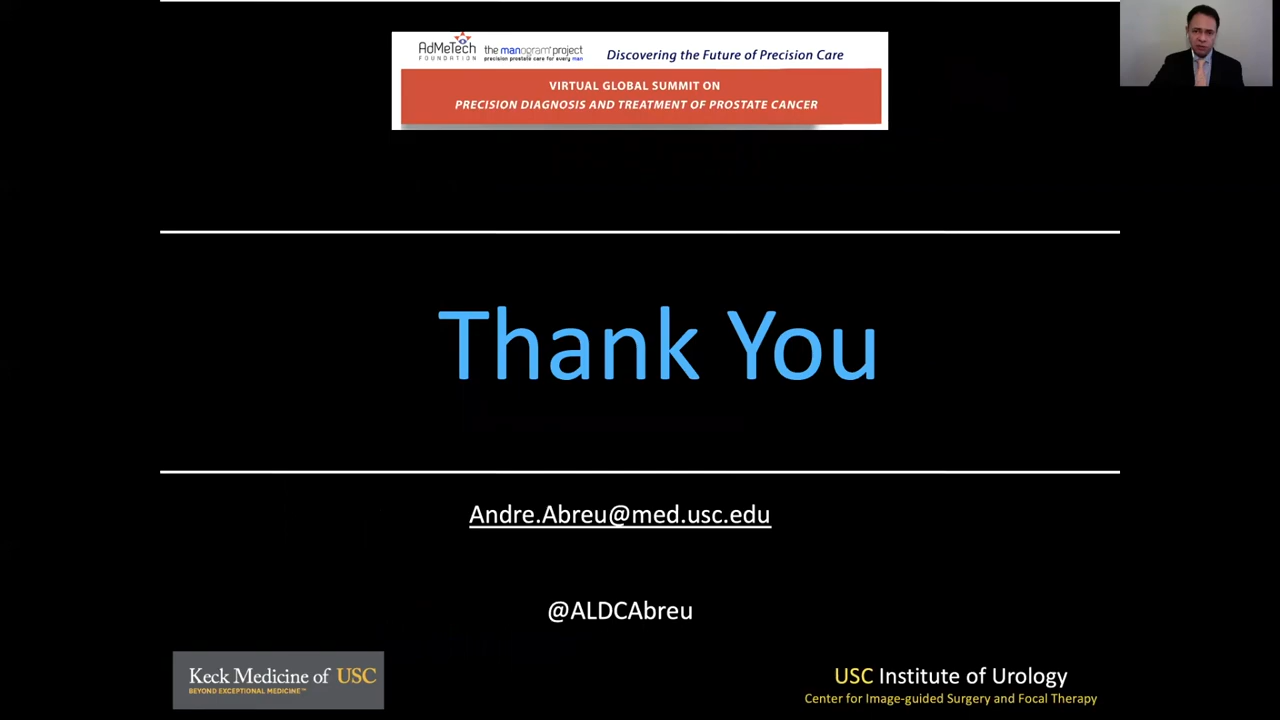 AdMeTech
FOUNDATION
the manogram® project
precision prostate care for every man
Discovering the Future of Precision Care
VIRTUAL GLOBAL SUMMIT ON
PRECISION DIAGNOSIS AND TREATMENT OF PROSTATE CANCER
Thank You
Andre.Abreu@med.usc.edu
@ALDCAbreu
Keck Medicine of USC
BEYOND EXCEPTIONAL MEDICINE™
USC Institute of Urology
Center for Image-guided Surgery and Focal Therapy